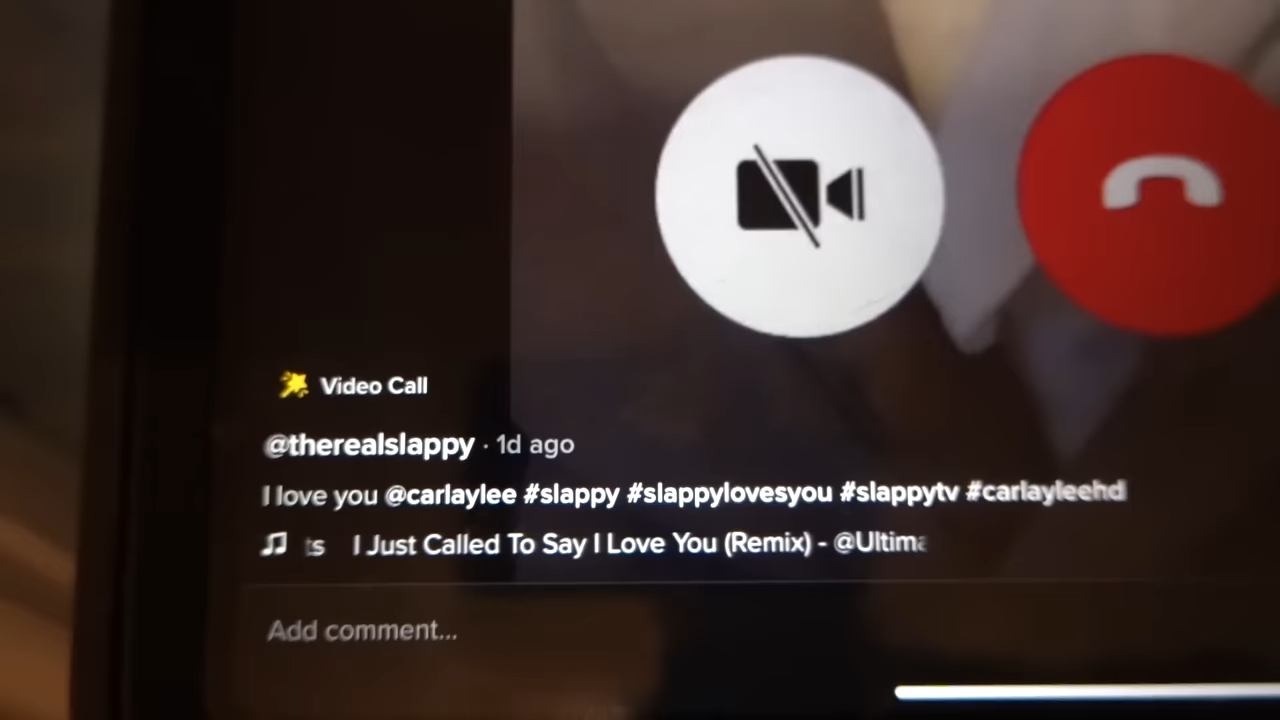 Video Call
@therealslappy · 1d ago
I love you @carlaylee #slappy #slappylovesyou #slappytv #carlayleehd
ts I Just Called To Say I Love You (Remix) - @Ultima
Add comment...